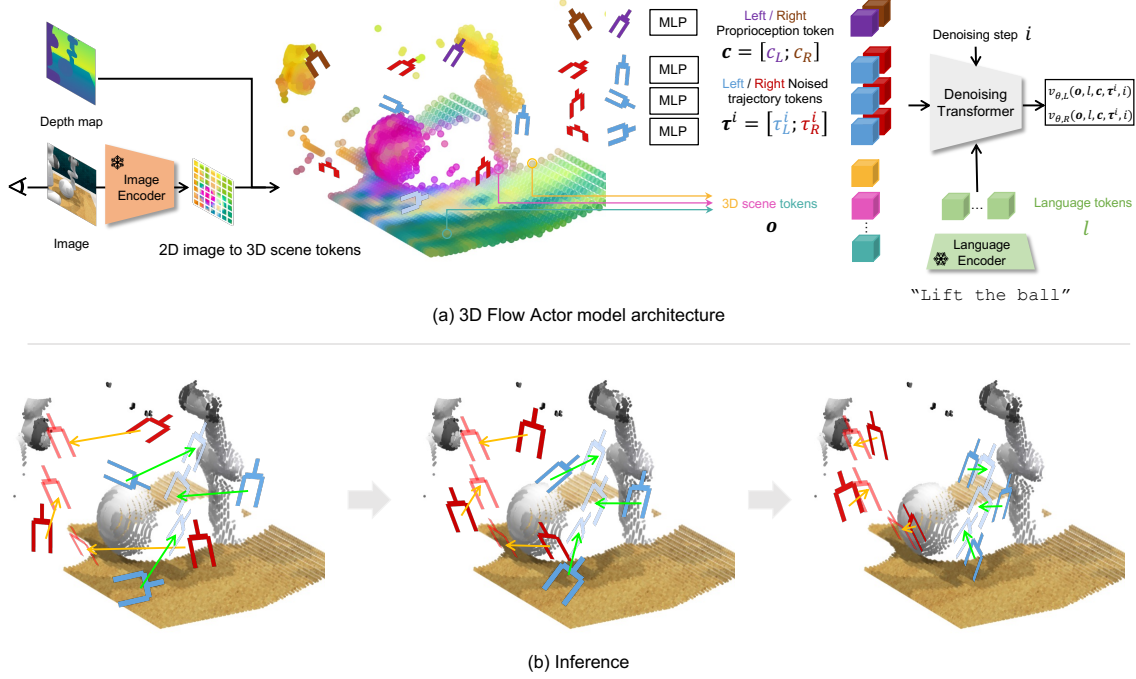 Depth map
Image
Image
Encoder
2D image to 3D scene tokens
MLP
MLP
MLP
MLP
Left / Right
Proprioception token
𝒄 = [c_L; c_R]
Left / Right Noised
trajectory tokens
𝝉^i = [τ_L^i; τ_R^i]
3D scene tokens
𝒐
Denoising step i
Denoising
Transformer
v_{θ,L}(𝒐, l, 𝒄, 𝝉^i, i)
v_{θ,R}(𝒐, l, 𝒄, 𝝉^i, i)
...
Language tokens
l
Language
Encoder
“Lift the ball”
(a) 3D Flow Actor model architecture
(b) Inference